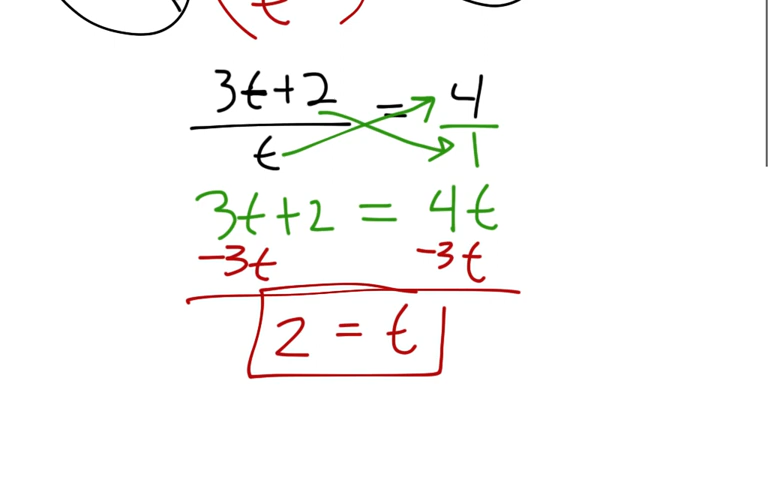 t
3t+2 = 4
t 1
3t+2 = 4t
-3t -3t
2 = t